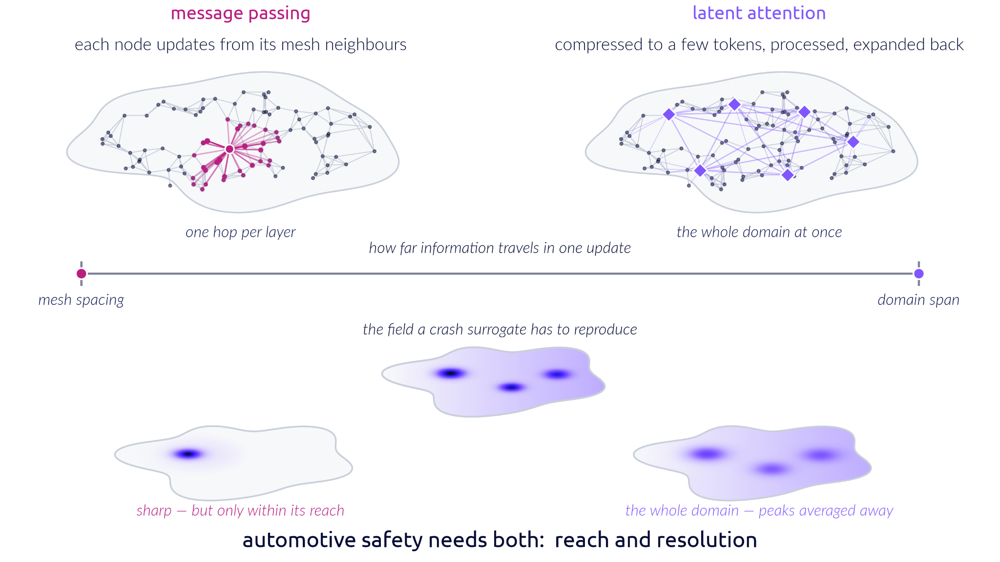 message passing
each node updates from its mesh neighbours
one hop per layer
latent attention
compressed to a few tokens, processed, expanded back
the whole domain at once
how far information travels in one update
mesh spacing
domain span
the field a crash surrogate has to reproduce
sharp — but only within its reach
the whole domain — peaks averaged away
automotive safety needs both: reach and resolution